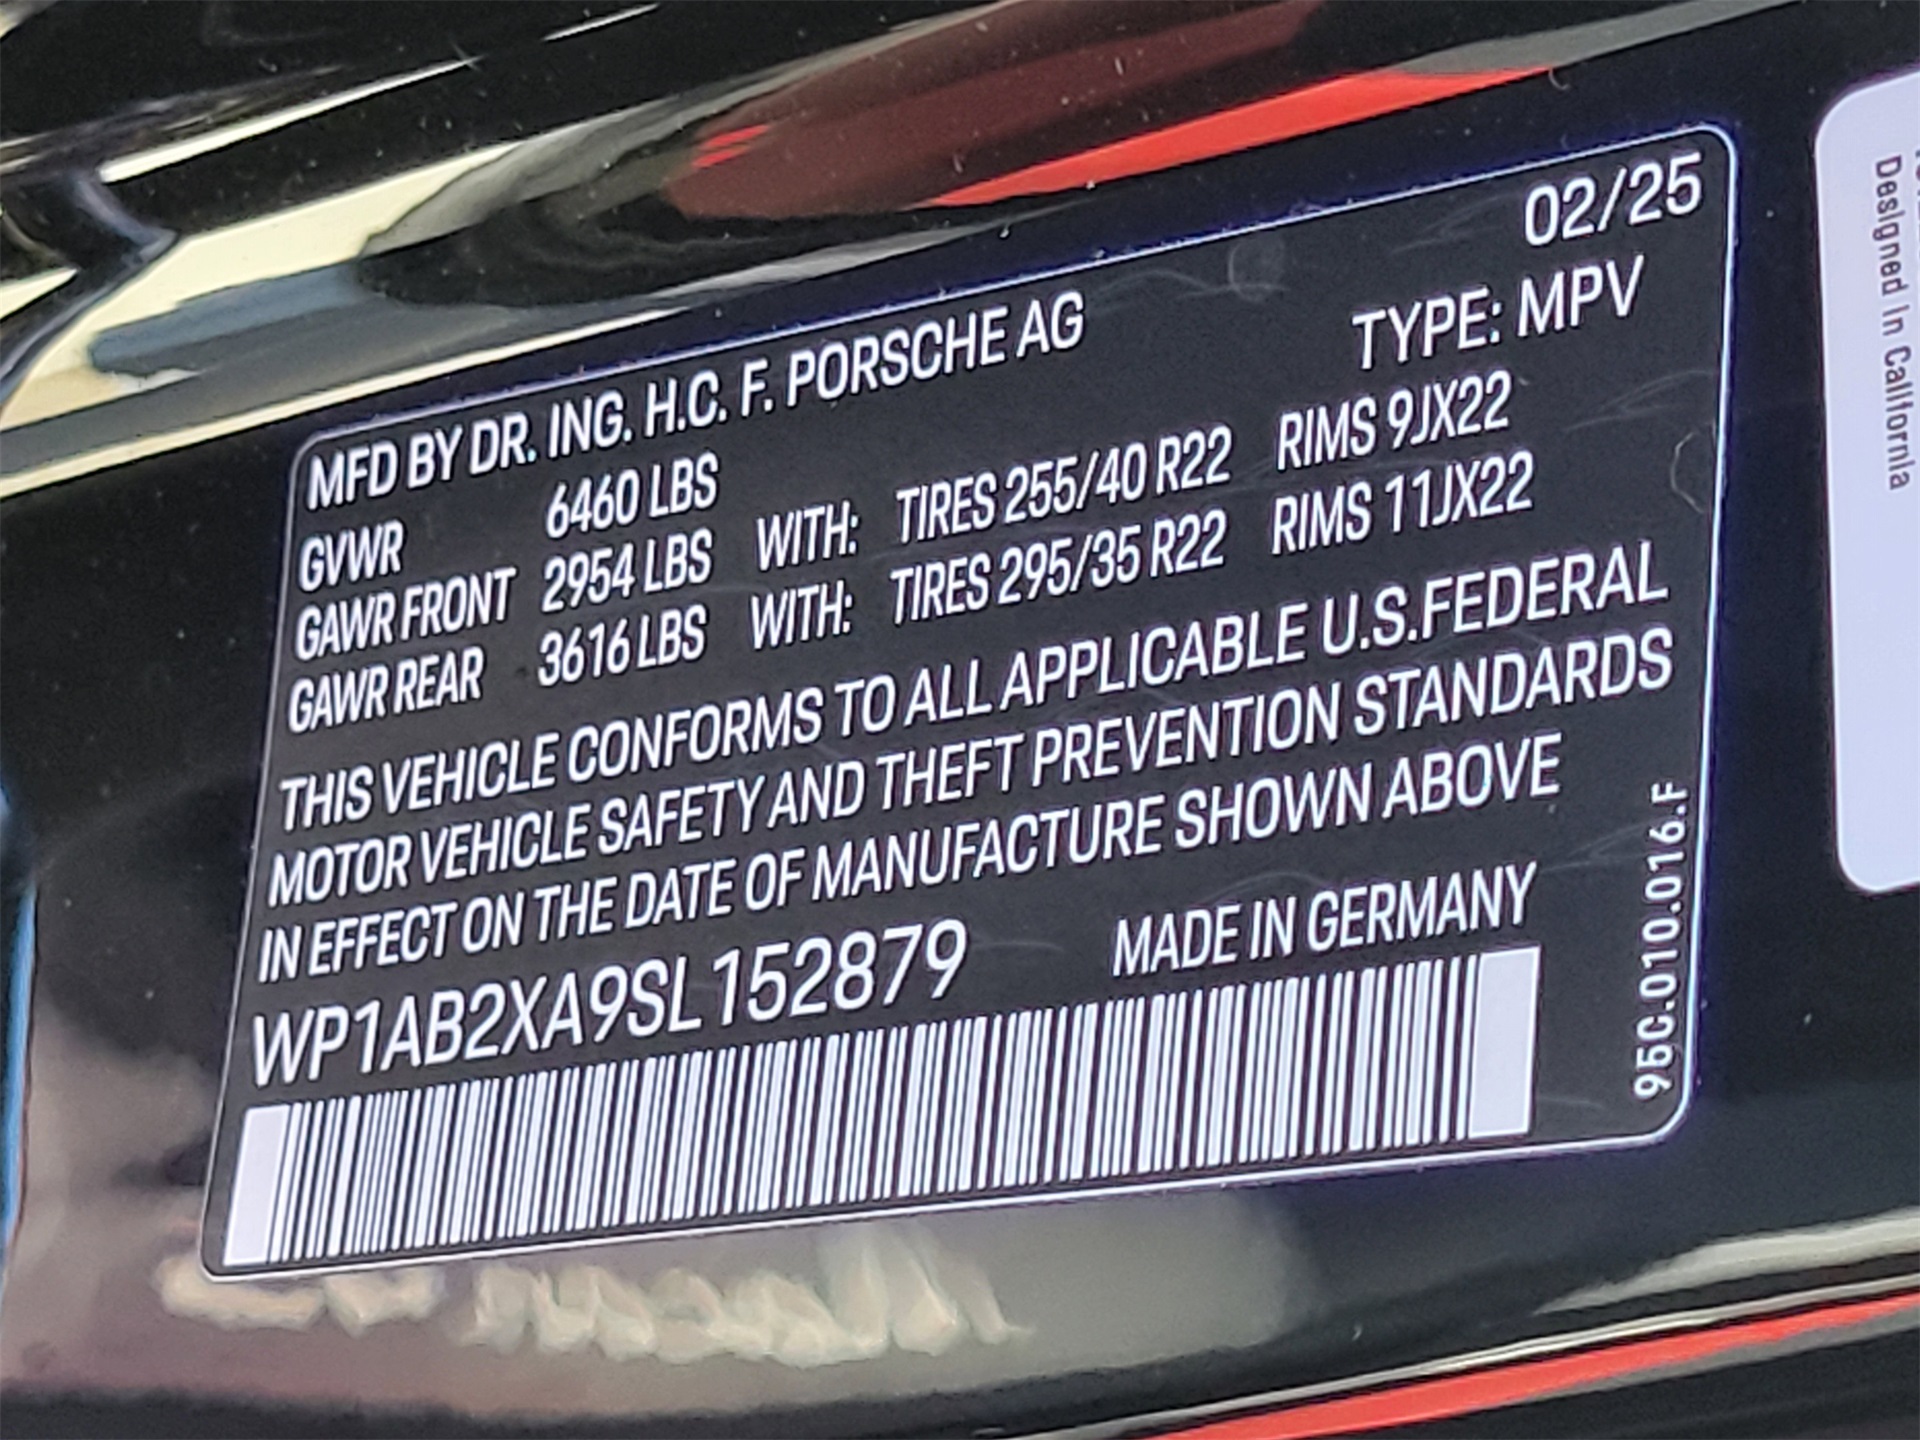 02/25
MFD BY DR. ING. H.C. F. PORSCHE AG
TYPE: MPV
GVWR 6460 LBS
GAWR FRONT 2954 LBS WITH: TIRES 255/40 R22 RIMS 9JX22
GAWR REAR 3616 LBS WITH: TIRES 295/35 R22 RIMS 11JX22
THIS VEHICLE CONFORMS TO ALL APPLICABLE U.S.FEDERAL
MOTOR VEHICLE SAFETY AND THEFT PREVENTION STANDARDS
IN EFFECT ON THE DATE OF MANUFACTURE SHOWN ABOVE
WP1AB2XA9SL152879 MADE IN GERMANY
95C.010.016.F
Designed In California